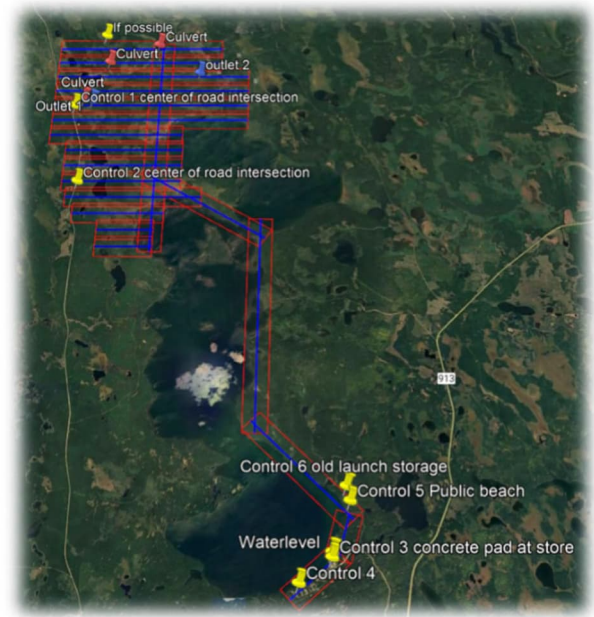 If possible
Culvert
Culvert
outlet 2
Culvert
Control 1 center of road intersection
Outlet 1
Control 2 center of road intersection
913
Control 6 old launch storage
Control 5 Public beach
Waterlevel
Control 3 concrete pad at store
Control 4